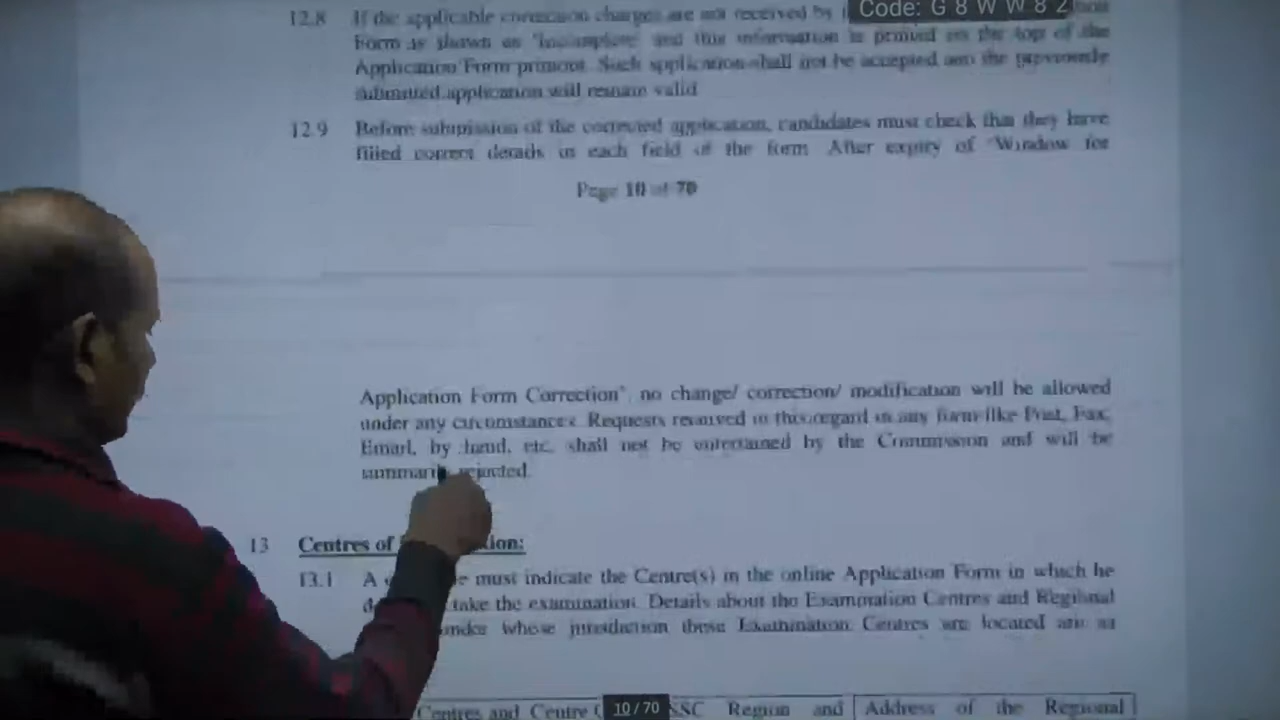 Code: G 8 W W 8 2
12.8 If the applicable correction charges are not received by
Form is shown as "Incomplete" and this information is printed on the top of the
Application Form printout. Such application shall not be accepted and the previously
submitted application will remain valid
12.9 Before submission of the corrected application, candidates must check that they have
filled correct details in each field of the form. After expiry of "Window for
Page 10 of 70
Application Form Correction", no change/ correction/ modification will be allowed
under any circumstances. Requests received in this regard in any form like Post, Fax,
Email, by hand, etc. shall not be entertained by the Commission and will be
rejected.
13 Centres of
13.1 A must indicate the Centre(s) in the online Application Form in which he
take the examination. Details about the Examination Centres and Regional
under whose jurisdiction these Examination Centres are located are as
Centres and Centre SSC Region and Address of the Regional
10 / 70